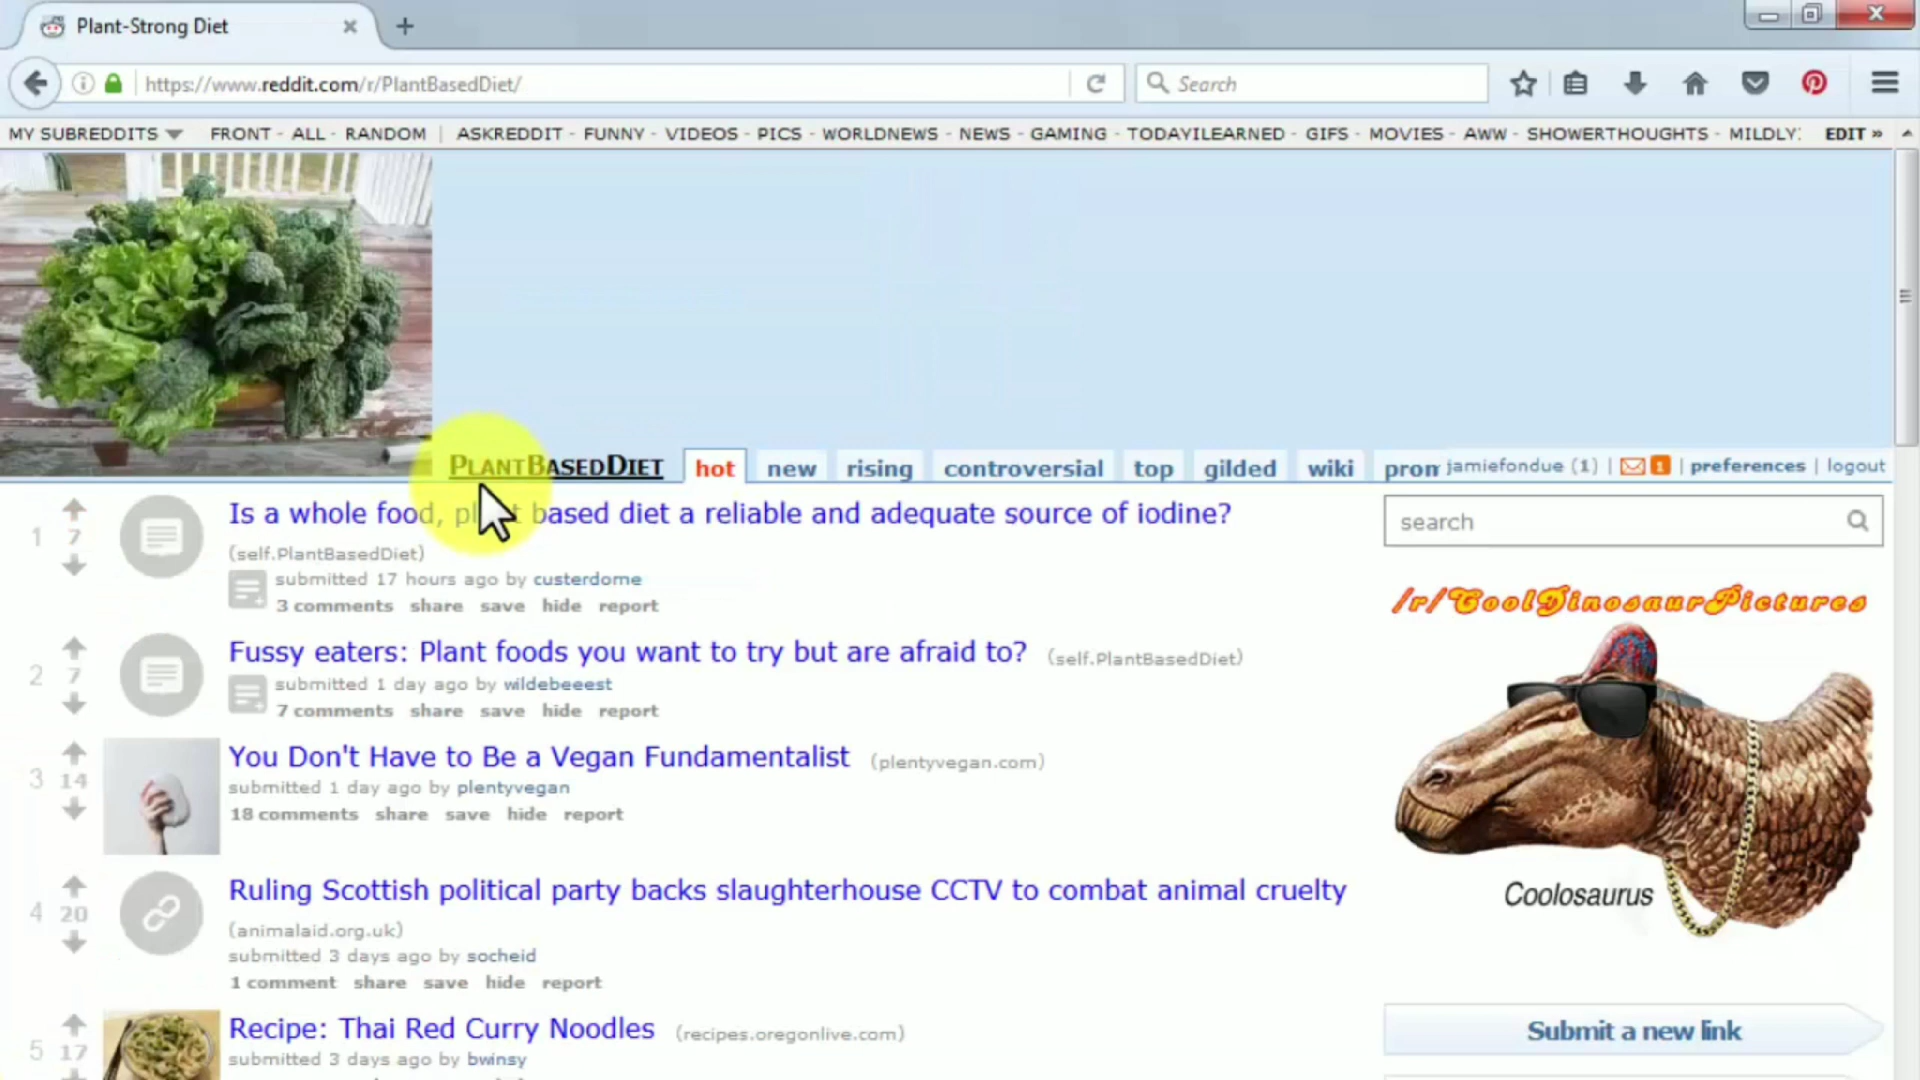 Plant-Strong Diet
https://www.reddit.com/r/PlantBasedDiet/
Search
MY SUBREDDITS FRONT - ALL - RANDOM | ASKREDDIT - FUNNY - VIDEOS - PICS - WORLDNEWS - NEWS - GAMING - TODAYILEARNED - GIFS - MOVIES - AWW - SHOWERTHOUGHTS - MILDLY EDIT »
PLANTBASEDDIET hot new rising controversial top gilded wiki prom jamiefondue (1) | 1 | preferences | logout
1
7
Is a whole food, plant based diet a reliable and adequate source of iodine?
(self.PlantBasedDiet)
submitted 17 hours ago by custerdome
3 comments share save hide report
search
/r/CoolDinosaurPictures
2
7
Fussy eaters: Plant foods you want to try but are afraid to? (self.PlantBasedDiet)
submitted 1 day ago by wildebeeest
7 comments share save hide report
3
14
You Don't Have to Be a Vegan Fundamentalist (plentyvegan.com)
submitted 1 day ago by plentyvegan
18 comments share save hide report
Coolosaurus
4
20
Ruling Scottish political party backs slaughterhouse CCTV to combat animal cruelty
(animalaid.org.uk)
submitted 3 days ago by socheid
1 comment share save hide report
5
17
Recipe: Thai Red Curry Noodles (recipes.oregonlive.com)
submitted 3 days ago by bwinsy
Submit a new link